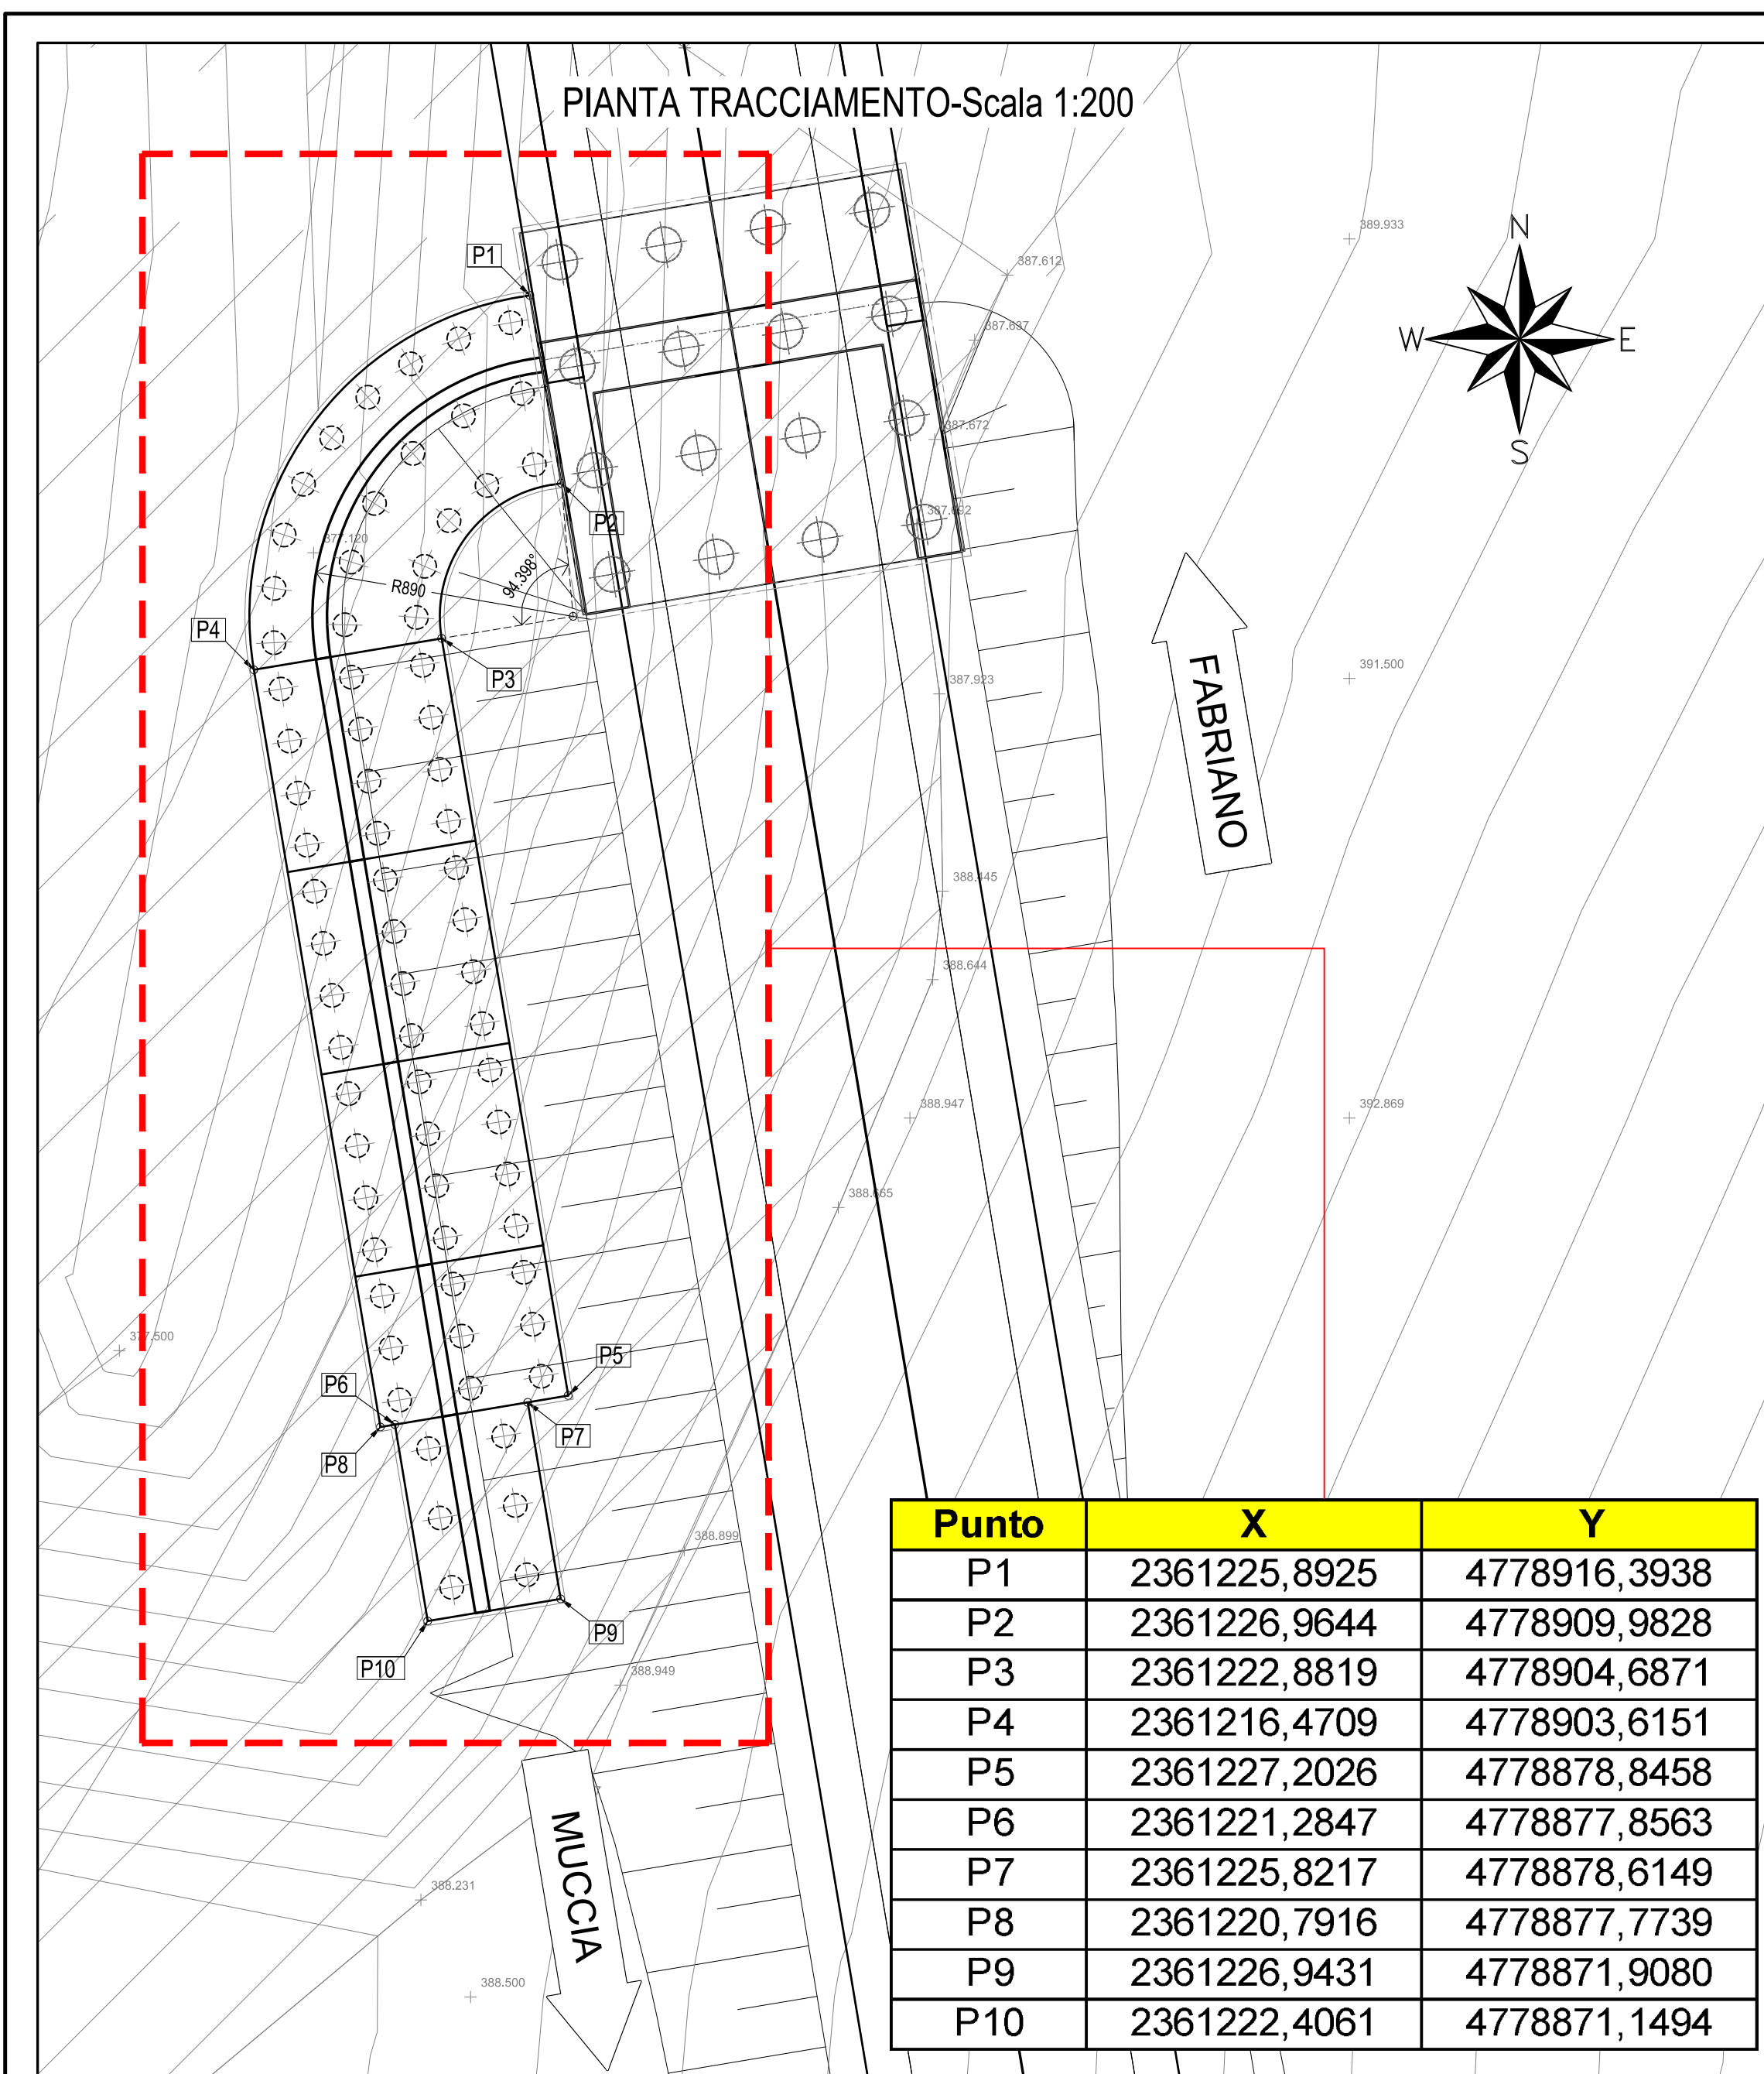 PIANTA TRACCIAMENTO-Scala 1:200
389.933
N
P1
387.612
W
E
387.637
387.672
S
P2
387.692
377.120
R890
94.398°
P4
391.500
P3
387.923
FABRIANO
388.445
388.644
388.947
392.869
388.665
377.500
P5
P6
P7
P8
388.899
P9
P10
388.949
MUCCIA
388.231
388.500
Punto X Y
P1 2361225,8925 4778916,3938
P2 2361226,9644 4778909,9828
P3 2361222,8819 4778904,6871
P4 2361216,4709 4778903,6151
P5 2361227,2026 4778878,8458
P6 2361221,2847 4778877,8563
P7 2361225,8217 4778878,6149
P8 2361220,7916 4778877,7739
P9 2361226,9431 4778871,9080
P10 2361222,4061 4778871,1494